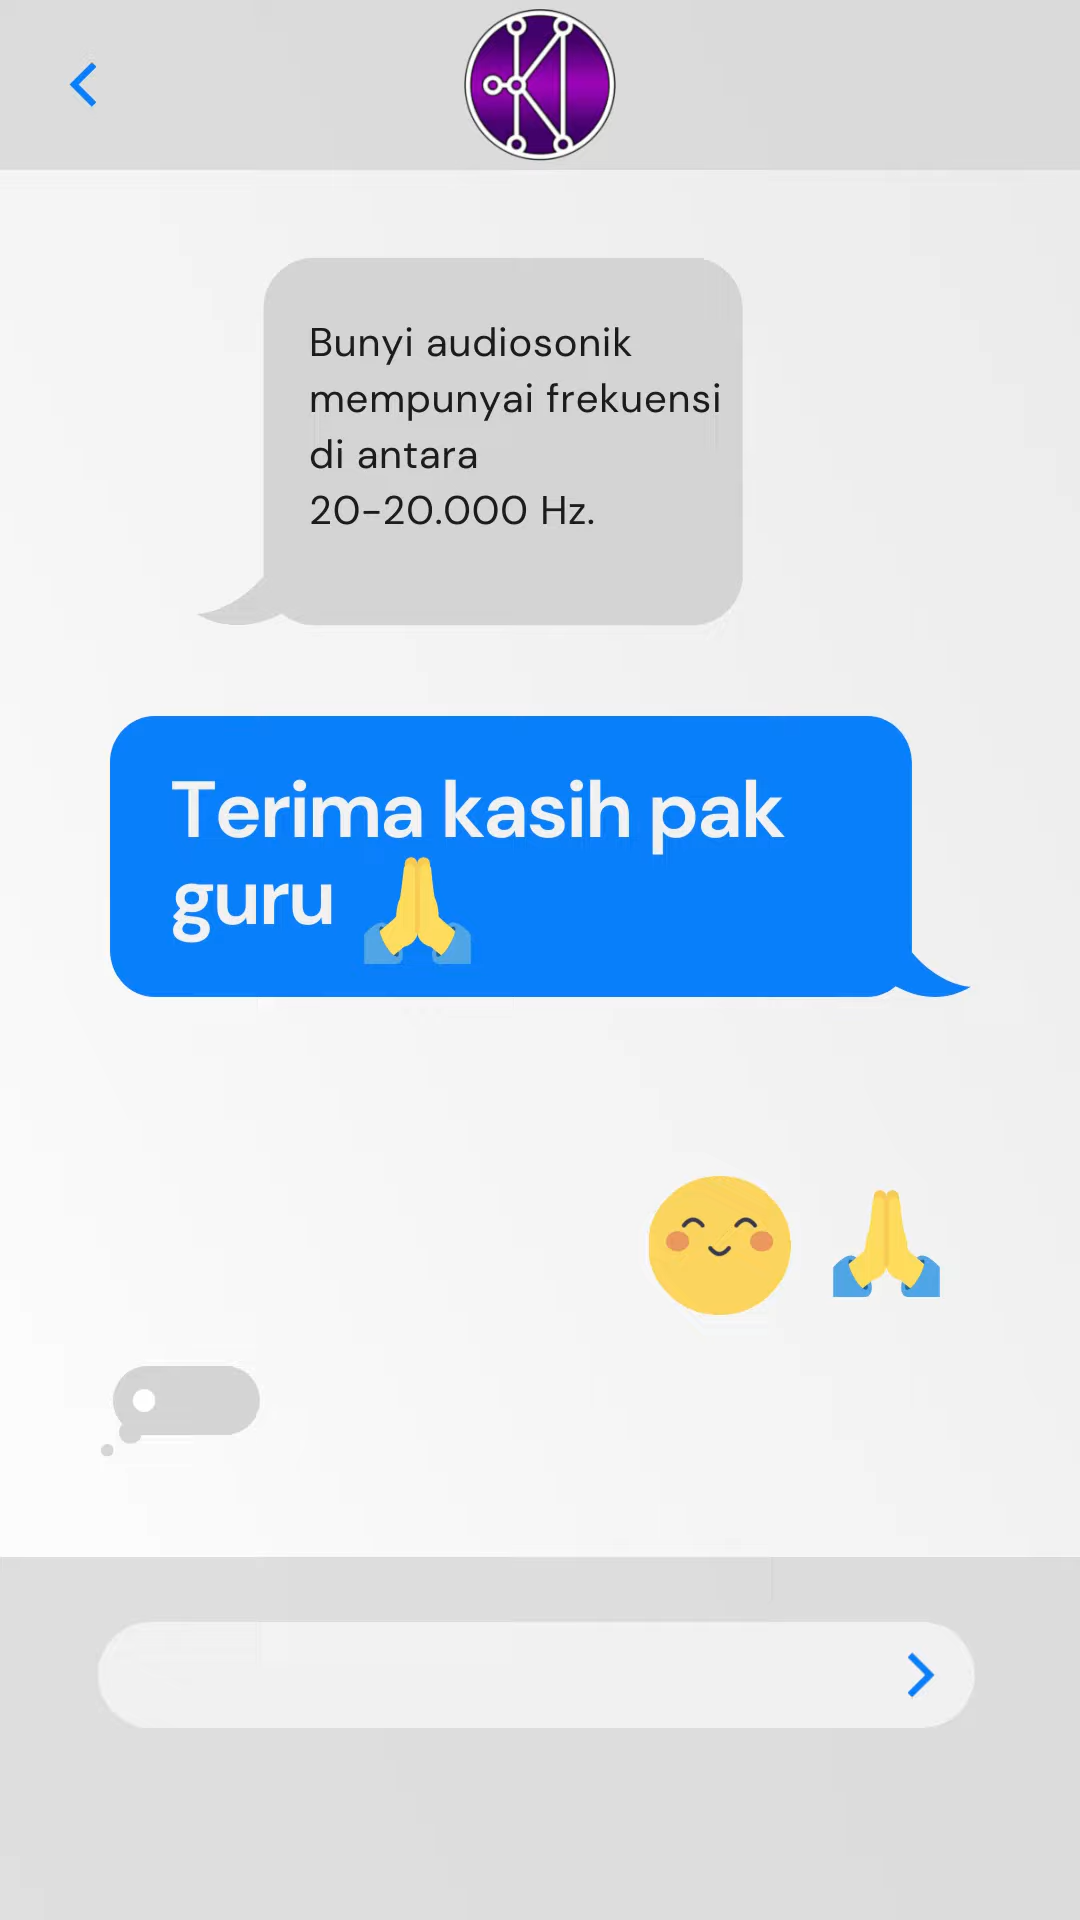 Bunyi audiosonik
mempunyai frekuensi
di antara
20-20.000 Hz.
Terima kasih pak
guru 🙏